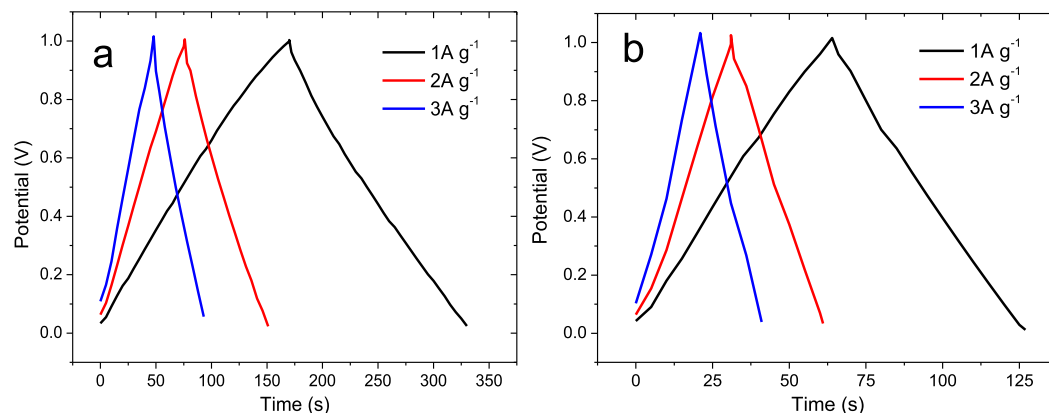 a
1A g⁻¹
2A g⁻¹
3A g⁻¹
1.0
0.8
0.6
0.4
0.2
0.0
Potential (V)
0 50 100 150 200 250 300 350
Time (s)
b
1A g⁻¹
2A g⁻¹
3A g⁻¹
1.0
0.8
0.6
0.4
0.2
0.0
Potential (V)
0 25 50 75 100 125
Time (s)